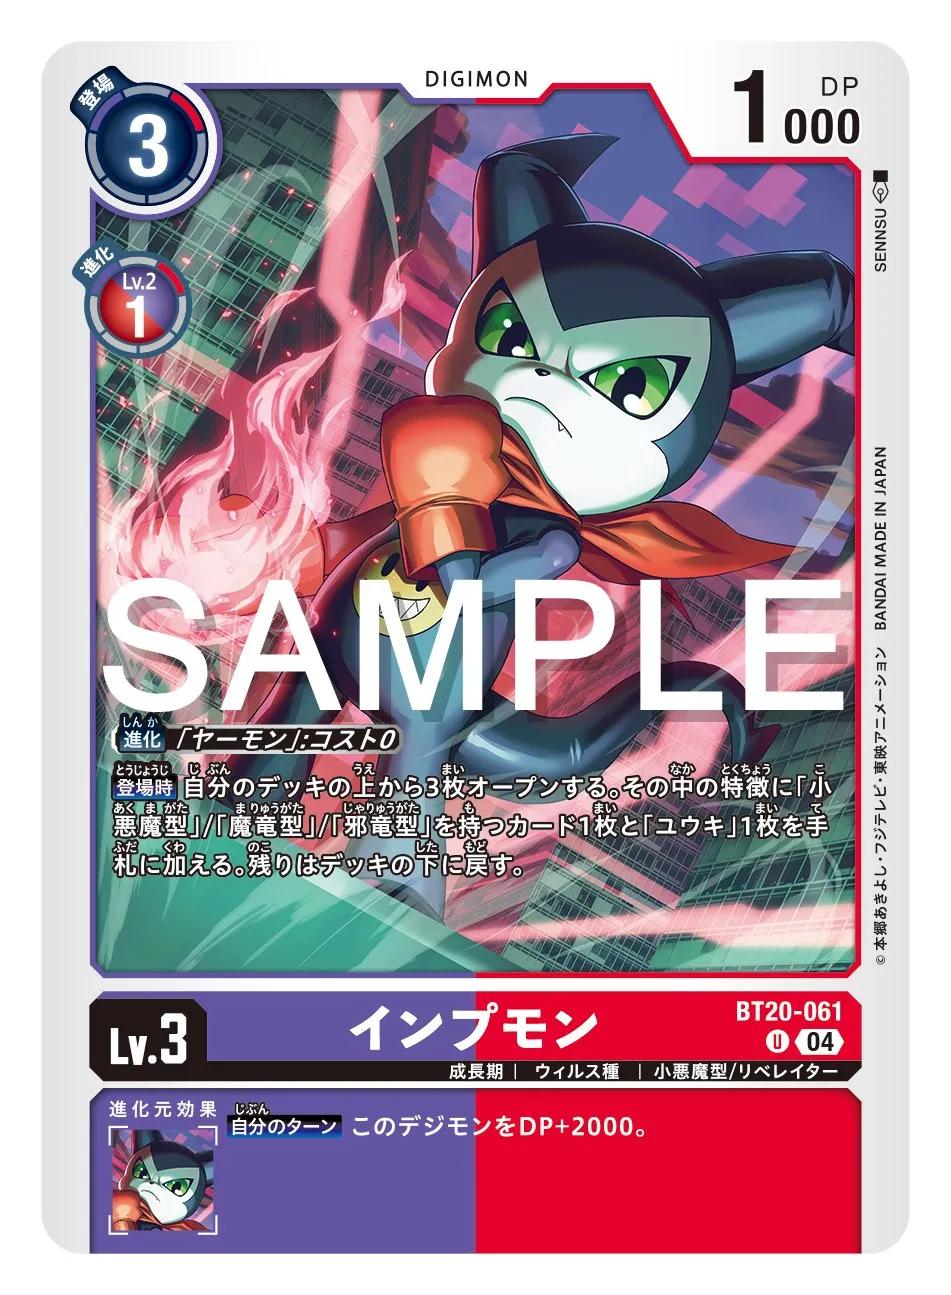 DIGIMON
登場
3
1000
DP
進化
Lv.2
1
SENNSU
SAMPLE
進化 「ヤーモン」:コスト0
登場時 自分のデッキの上から3枚オープンする。その中の特徴に「小
悪魔型」/「魔竜型」/「邪竜型」を持つカード1枚と「ユウキ」1枚を手
札に加える。残りはデッキの下に戻す。
©本郷あきよし・フジテレビ・東映アニメーション BANDAI MADE IN JAPAN
Lv.3
インプモン
BT20-061
U 04
成長期 | ウィルス種 | 小悪魔型/リベレイター
進化元効果
自分のターン このデジモンをDP+2000。